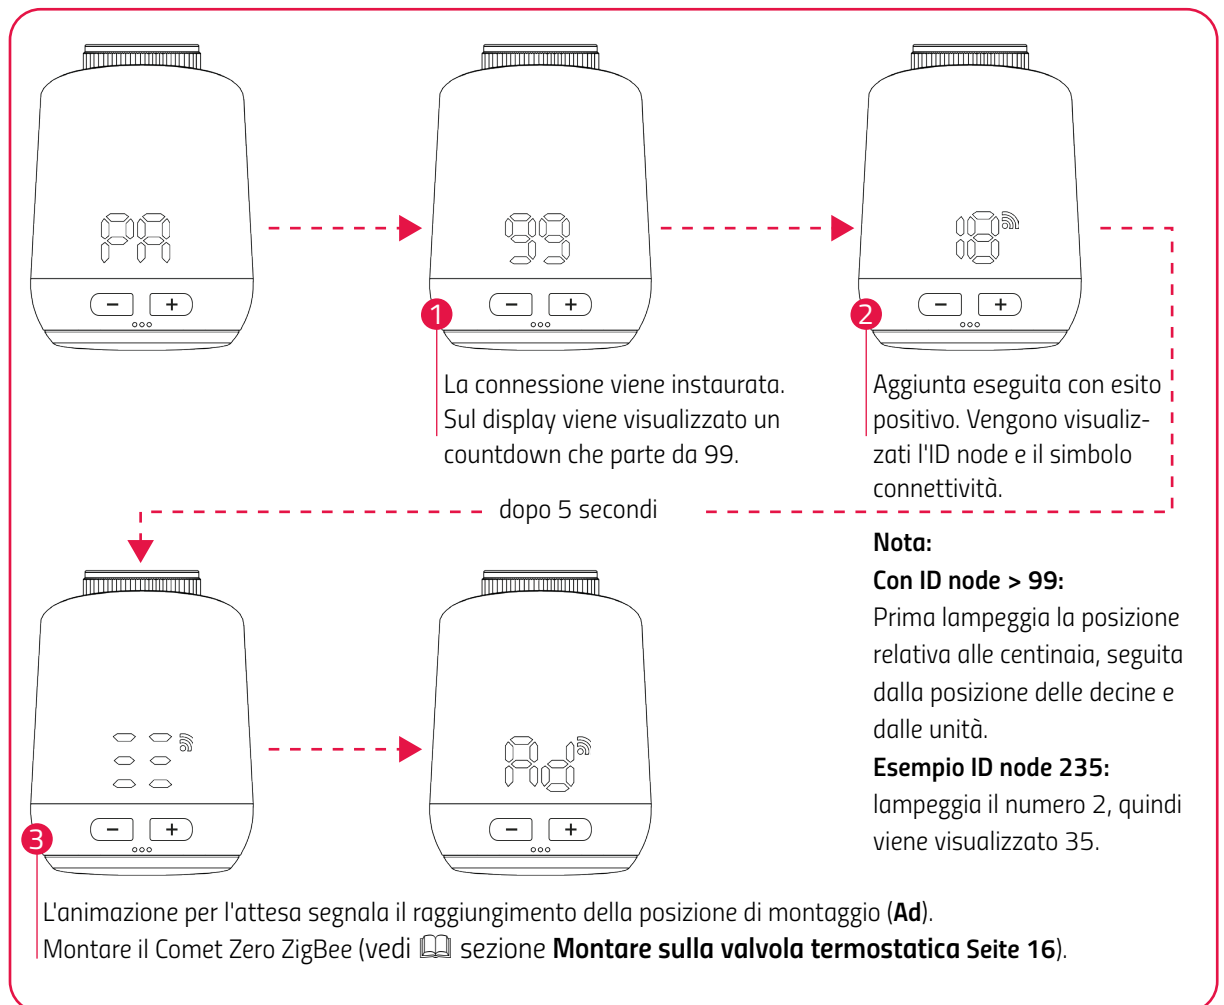 PA
99
18
− +
− +
− +
1
2
La connessione viene instaurata.
Sul display viene visualizzato un
countdown che parte da 99.
Aggiunta eseguita con esito
positivo. Vengono visualiz-
zati l'ID node e il simbolo
connettività.
dopo 5 secondi
Nota:
Con ID node > 99:
Prima lampeggia la posizione
relativa alle centinaia, seguita
dalla posizione delle decine e
dalle unità.
Esempio ID node 235:
lampeggia il numero 2, quindi
viene visualizzato 35.
Ad
− +
− +
3
L'animazione per l'attesa segnala il raggiungimento della posizione di montaggio (Ad).
Montare il Comet Zero ZigBee (vedi sezione Montare sulla valvola termostatica Seite 16).